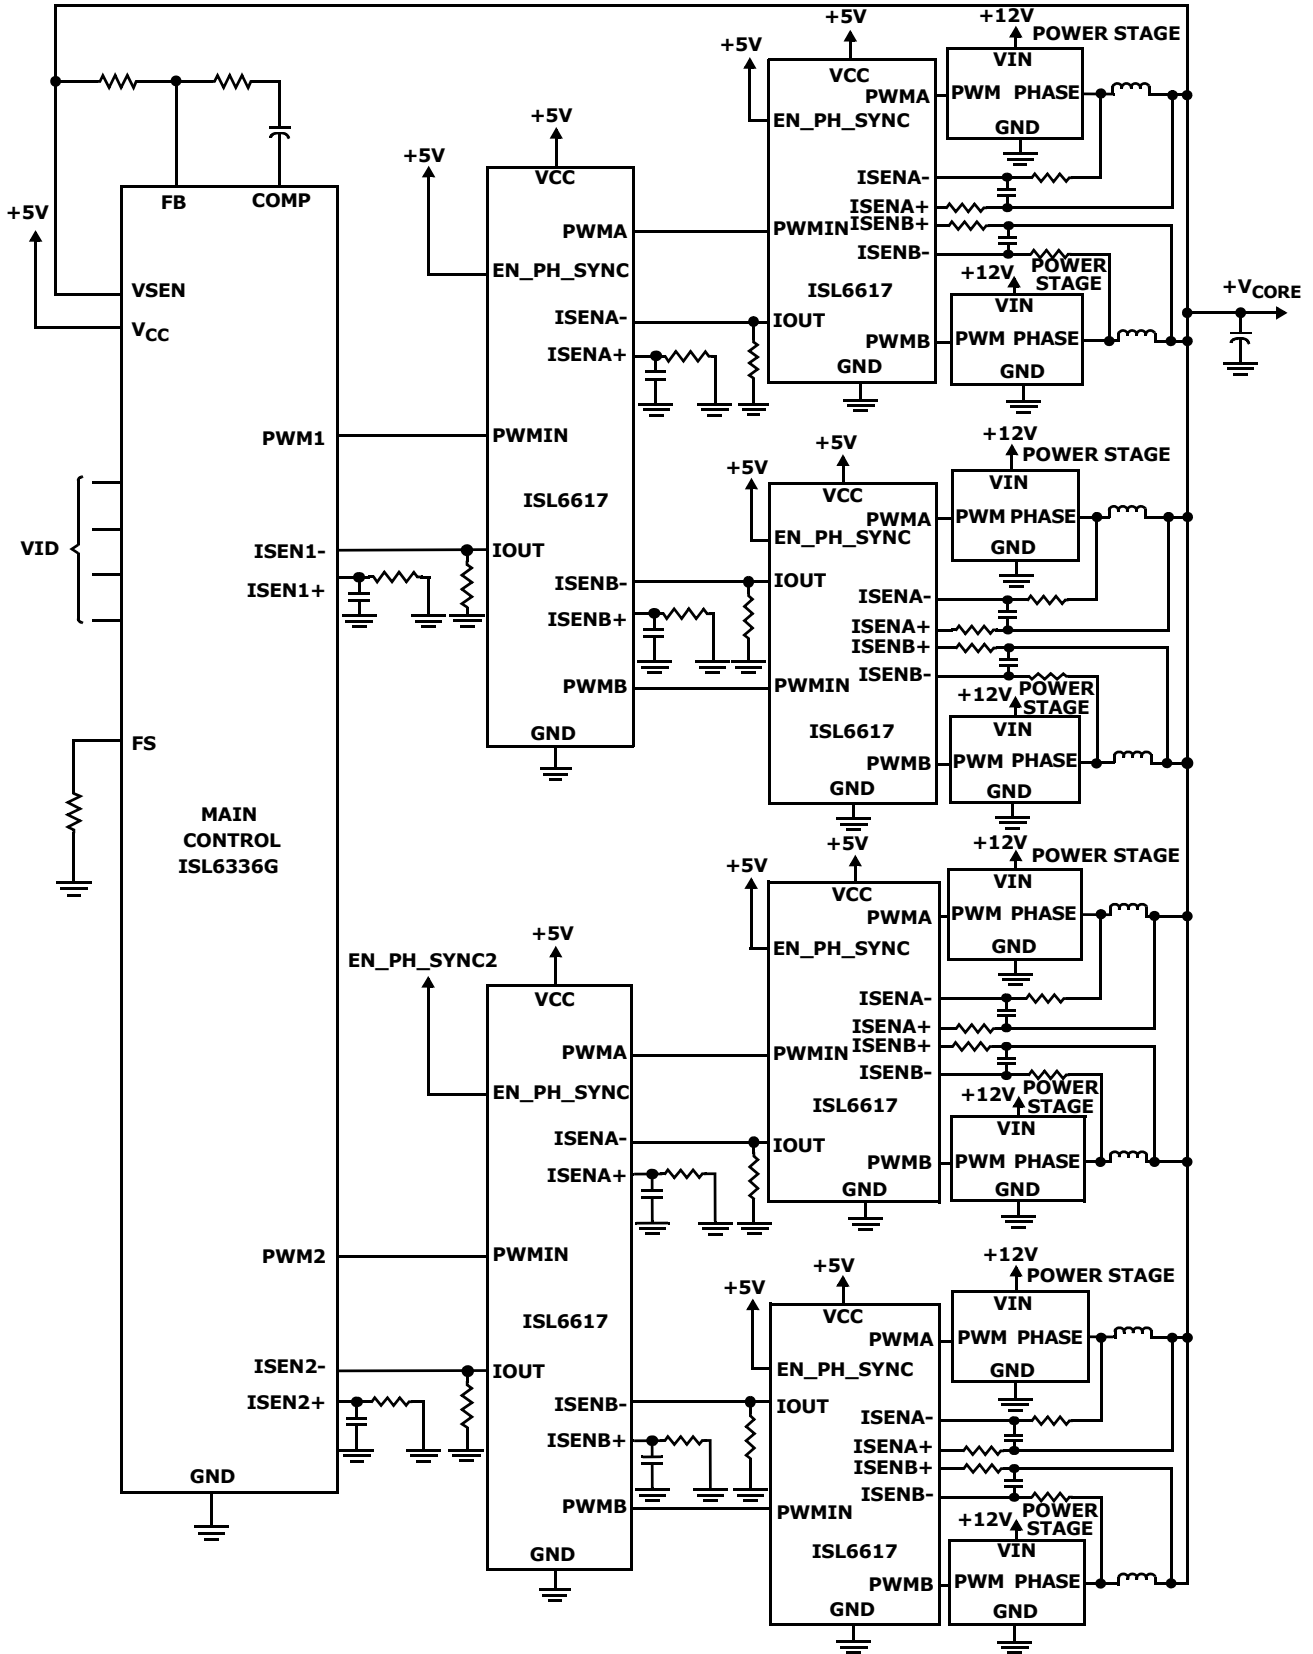 +5V
FB
COMP
VSEN
VCC
PWM1
VID
ISEN1-
ISEN1+
FS
MAIN
CONTROL
ISL6336G
PWM2
ISEN2-
ISEN2+
GND
+5V
+5V
VCC
PWMA
EN_PH_SYNC
ISENA-
ISENA+
PWMIN
ISL6617
IOUT
ISENB-
ISENB+
PWMB
GND
EN_PH_SYNC2
+5V
VCC
PWMA
EN_PH_SYNC
ISENA-
ISENA+
PWMIN
ISL6617
IOUT
ISENB-
ISENB+
PWMB
GND
+5V
+5V
VCC
PWMA
EN_PH_SYNC
ISENA-
ISENA+
PWMIN
ISENB+
ISENB-
ISL6617
IOUT
PWMB
GND
+12V
POWER STAGE
VIN
PWM PHASE
GND
+12V
POWER
STAGE
VIN
PWM PHASE
GND
+VCORE
+5V
+5V
VCC
PWMA
EN_PH_SYNC
IOUT
ISENA-
ISENA+
ISENB+
ISENB-
PWMIN
ISL6617
PWMB
GND
+12V
POWER STAGE
VIN
PWM PHASE
GND
+12V
POWER
STAGE
VIN
PWM PHASE
GND
+5V
+5V
VCC
PWMA
EN_PH_SYNC
ISENA-
ISENA+
PWMIN
ISENB+
ISENB-
ISL6617
IOUT
PWMB
GND
+12V
POWER STAGE
VIN
PWM PHASE
GND
+12V
POWER
STAGE
VIN
PWM PHASE
GND
+5V
+5V
VCC
PWMA
EN_PH_SYNC
IOUT
ISENA-
ISENA+
ISENB+
ISENB-
PWMIN
ISL6617
PWMB
GND
+12V
POWER STAGE
VIN
PWM PHASE
GND
+12V
POWER
STAGE
VIN
PWM PHASE
GND